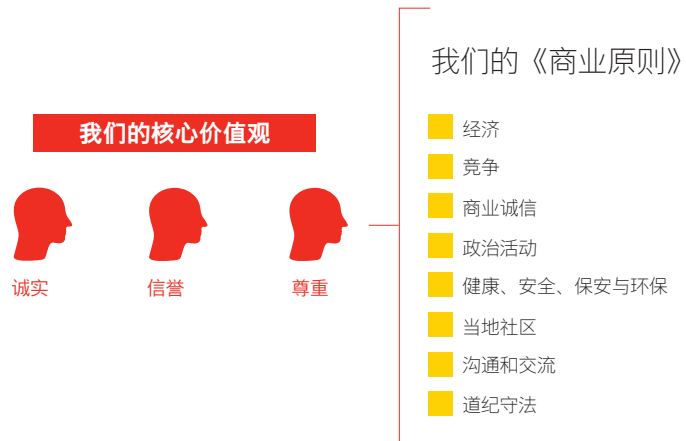 我们的核心价值观
诚实
信誉
尊重
我们的《商业原则》
经济
竞争
商业诚信
政治活动
健康、安全、保安与环保
当地社区
沟通和交流
道纪守法